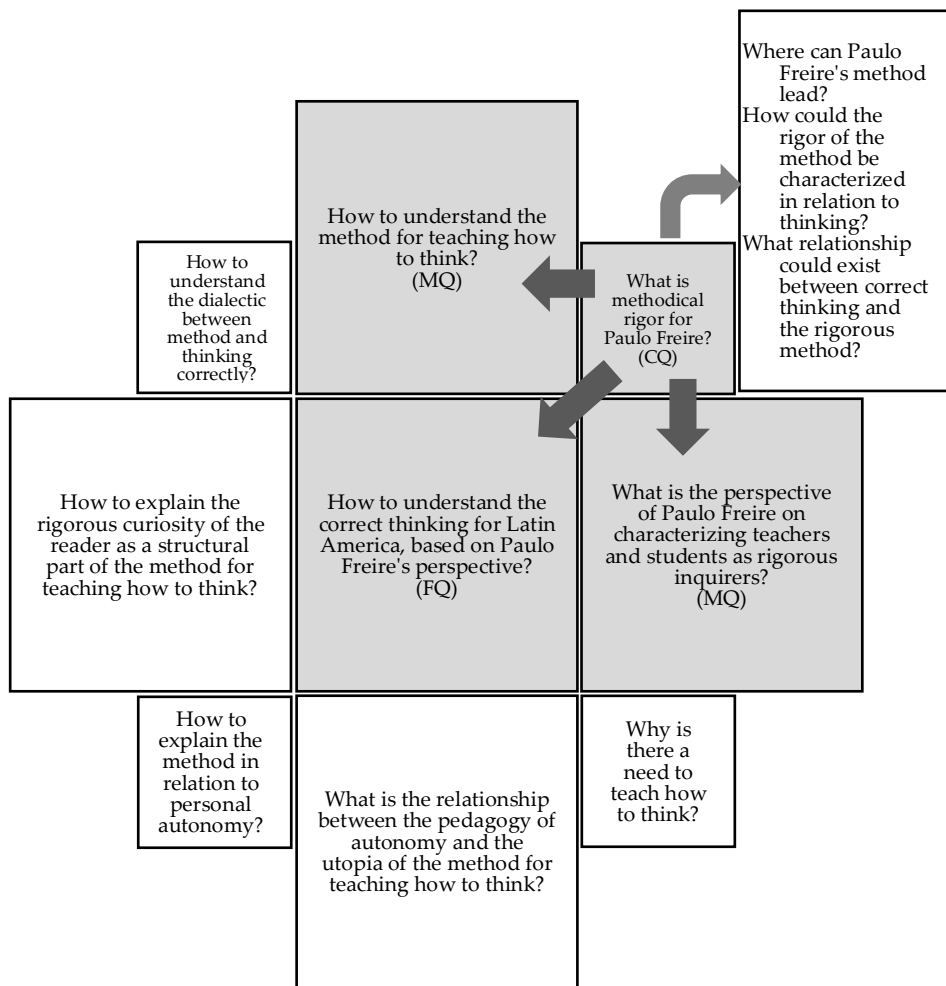 Where can Paulo
Freire's method
lead?
How could the
rigor of the
method be
characterized
in relation to
thinking?
What relationship
could exist
between correct
thinking and
the rigorous
method?
How to understand the
method for teaching how
to think?
(MQ)
What is
methodical
rigor for
Paulo Freire?
(CQ)
How to
understand
the dialectic
between
method and
thinking
correctly?
How to explain the
rigorous curiosity of the
reader as a structural
part of the method for
teaching how to think?
How to understand the
correct thinking for Latin
America, based on Paulo
Freire's perspective?
(FQ)
What is the perspective
of Paulo Freire on
characterizing teachers
and students as rigorous
inquirers?
(MQ)
How to
explain the
method in
relation to
personal
autonomy?
What is the relationship
between the pedagogy of
autonomy and the
utopia of the method for
teaching how to think?
Why is
there a
need to
teach how
to think?